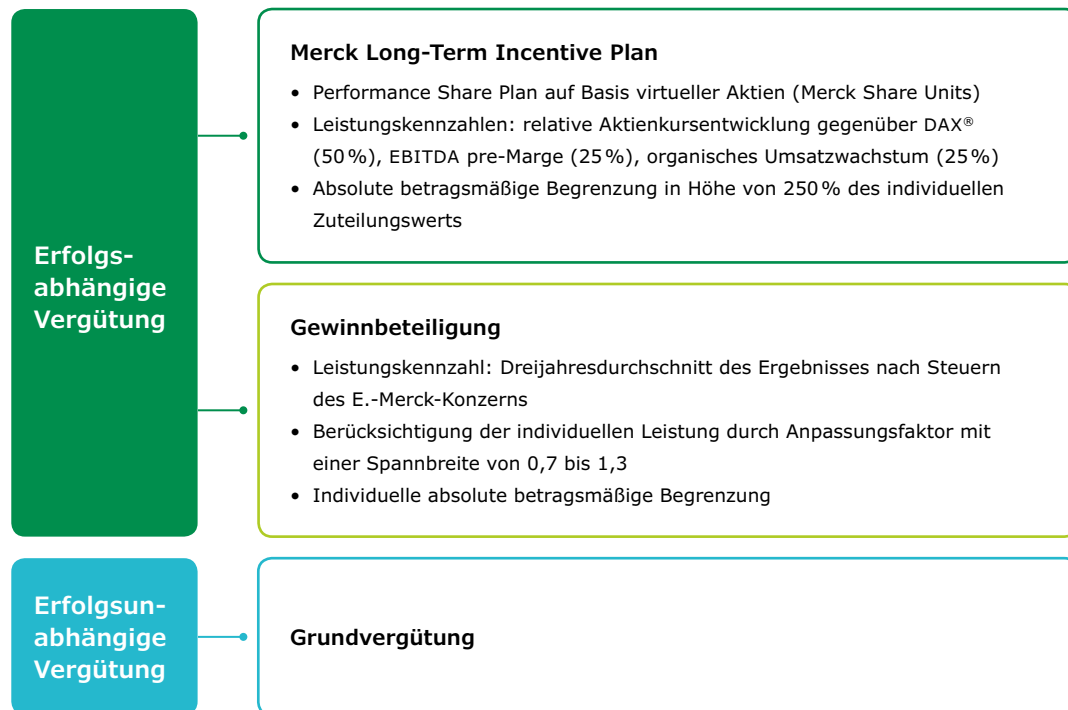 Erfolgs-
abhängige
Vergütung
Merck Long-Term Incentive Plan
• Performance Share Plan auf Basis virtueller Aktien (Merck Share Units)
• Leistungskennzahlen: relative Aktienkursentwicklung gegenüber DAX®
(50 %), EBITDA pre-Marge (25 %), organisches Umsatzwachstum (25 %)
• Absolute betragsmäßige Begrenzung in Höhe von 250 % des individuellen
Zuteilungswerts
Gewinnbeteiligung
• Leistungskennzahl: Dreijahresdurchschnitt des Ergebnisses nach Steuern
des E.-Merck-Konzerns
• Berücksichtigung der individuellen Leistung durch Anpassungsfaktor mit
einer Spannbreite von 0,7 bis 1,3
• Individuelle absolute betragsmäßige Begrenzung
Erfolgsun-
abhängige
Vergütung
Grundvergütung